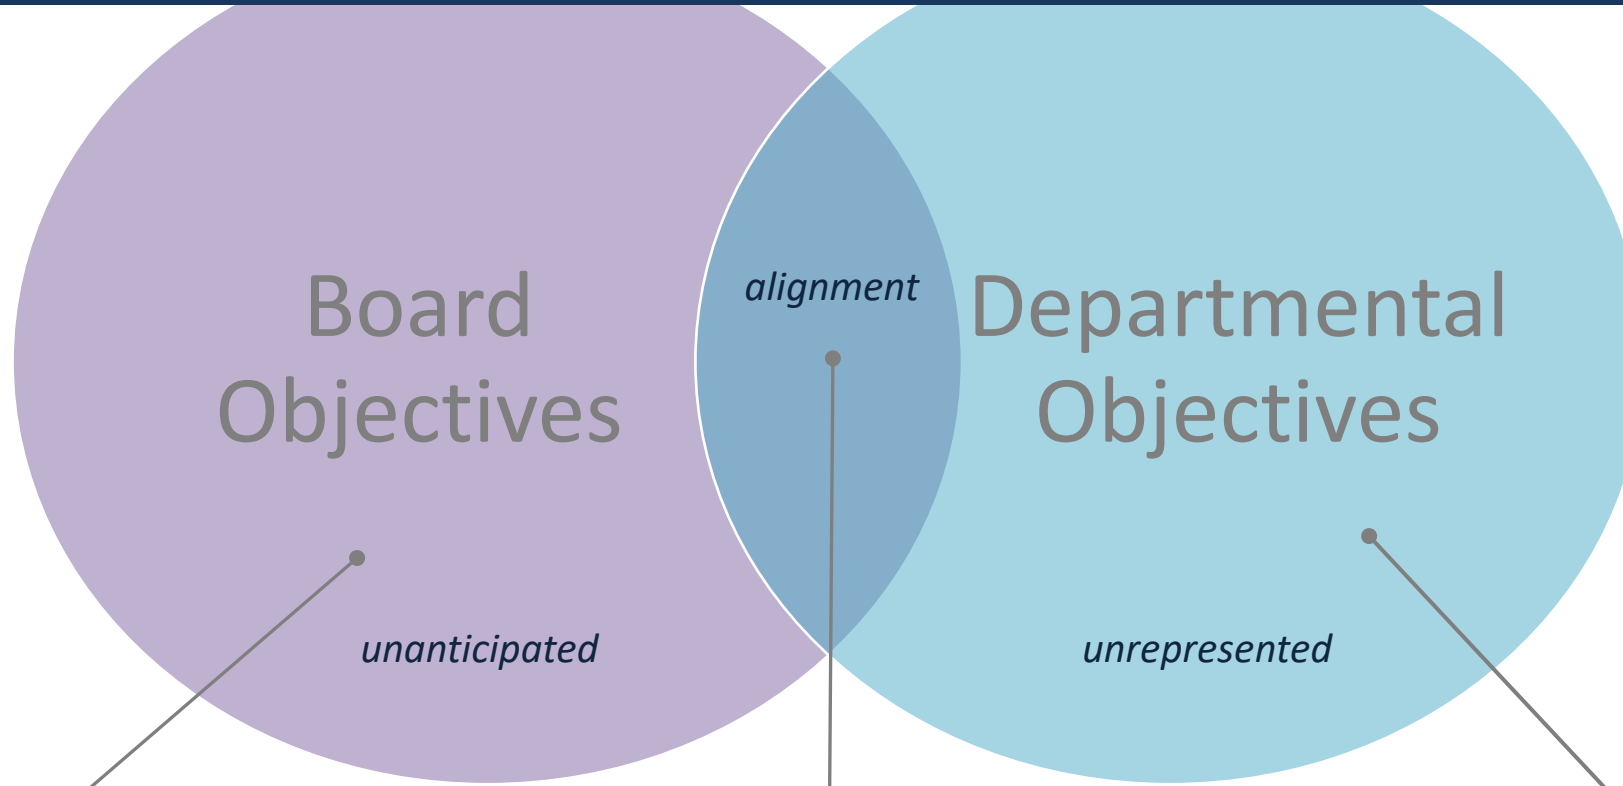 Board
Objectives
alignment
Departmental
Objectives
unanticipated
unrepresented